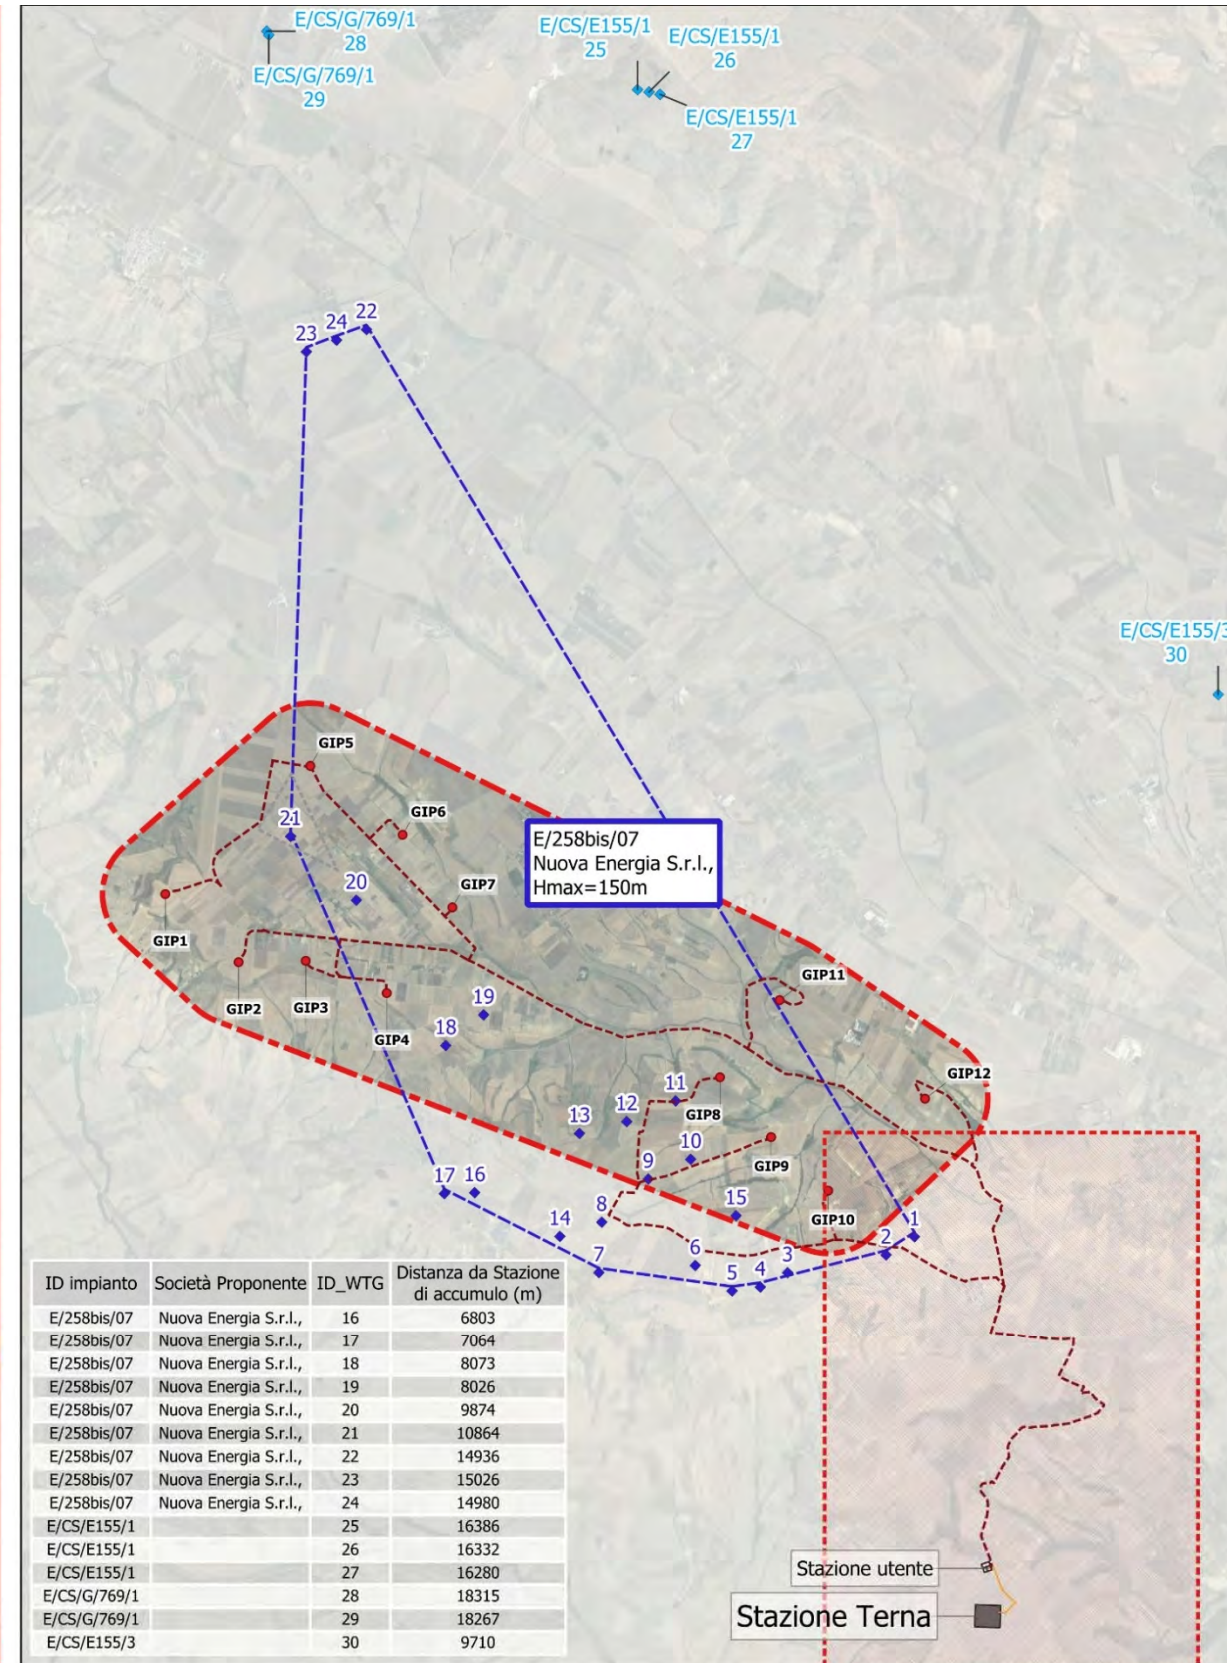 E/CS/G/769/1
28
E/CS/G/769/1
29
E/CS/E155/1
25
E/CS/E155/1
26
E/CS/E155/1
27
23
24
22
E/CS/E155/3
30
GIP5
21
GIP6
E/258bis/07
Nuova Energia S.r.l.,
Hmax=150m
20
GIP7
GIP1
GIP2
GIP3
GIP4
19
18
GIP11
GIP12
11
12
13
GIP8
10
9
GIP9
17
16
8
15
GIP10
14
7
6
5
4
3
2
1
ID impianto Società Proponente ID_WTG Distanza da Stazione
di accumulo (m)
E/258bis/07 Nuova Energia S.r.l., 16 6803
E/258bis/07 Nuova Energia S.r.l., 17 7064
E/258bis/07 Nuova Energia S.r.l., 18 8073
E/258bis/07 Nuova Energia S.r.l., 19 8026
E/258bis/07 Nuova Energia S.r.l., 20 9874
E/258bis/07 Nuova Energia S.r.l., 21 10864
E/258bis/07 Nuova Energia S.r.l., 22 14936
E/258bis/07 Nuova Energia S.r.l., 23 15026
E/258bis/07 Nuova Energia S.r.l., 24 14980
E/CS/E155/1 25 16386
E/CS/E155/1 26 16332
E/CS/E155/1 27 16280
E/CS/G/769/1 28 18315
E/CS/G/769/1 29 18267
E/CS/E155/3 30 9710
Stazione utente
Stazione Terna